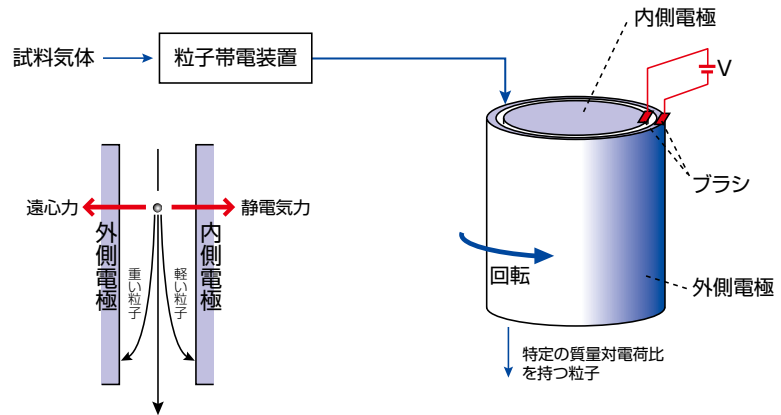 内側電極
試料気体
粒子帯電装置
V
ブラシ
遠心力
静電気力
外側電極
内側電極
重い粒子
軽い粒子
回転
外側電極
特定の質量対電荷比
を持つ粒子